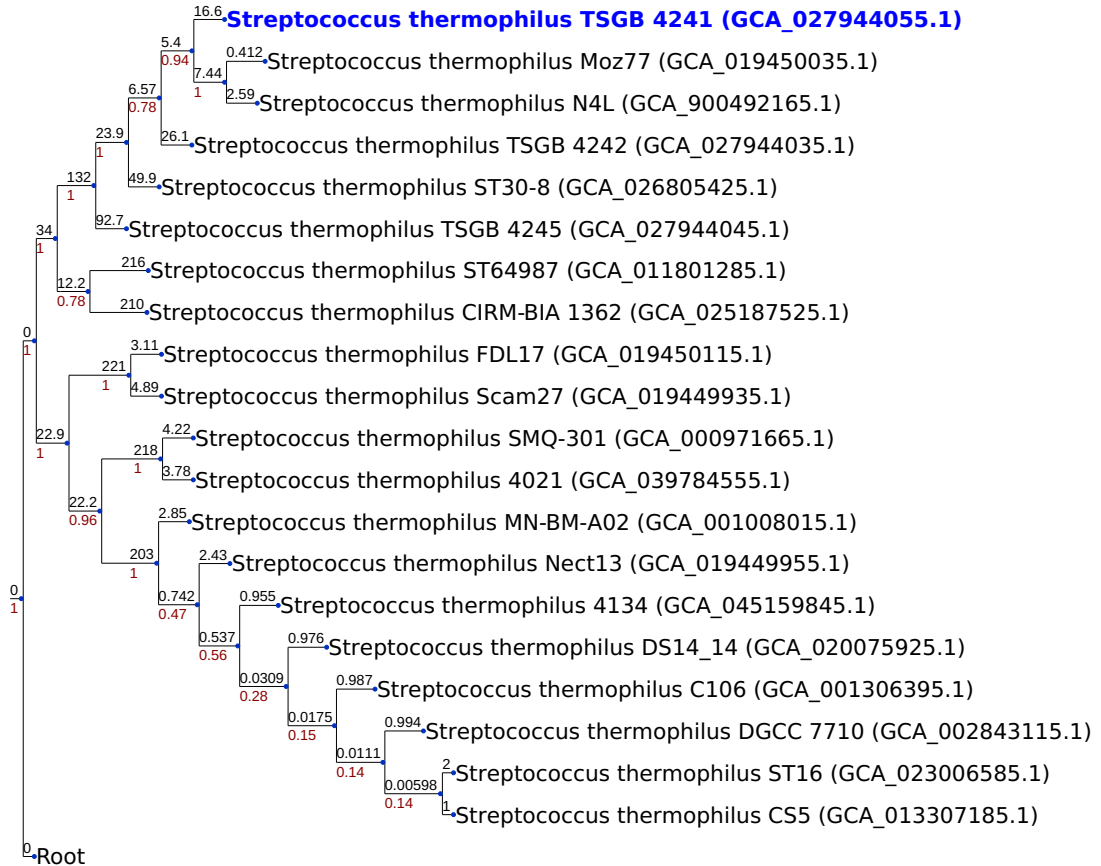 16.6
Streptococcus thermophilus TSGB 4241 (GCA_027944055.1)
5.4
0.94
0.412
Streptococcus thermophilus Moz77 (GCA_019450035.1)
7.44
1
2.59
Streptococcus thermophilus N4L (GCA_900492165.1)
6.57
0.78
26.1
Streptococcus thermophilus TSGB 4242 (GCA_027944035.1)
23.9
1
49.9
Streptococcus thermophilus ST30-8 (GCA_026805425.1)
132
1
92.7
Streptococcus thermophilus TSGB 4245 (GCA_027944045.1)
34
1
216
Streptococcus thermophilus ST64987 (GCA_011801285.1)
12.2
0.78
210
Streptococcus thermophilus CIRM-BIA 1362 (GCA_025187525.1)
0
1
3.11
Streptococcus thermophilus FDL17 (GCA_019450115.1)
221
1
4.89
Streptococcus thermophilus Scam27 (GCA_019449935.1)
22.9
1
4.22
Streptococcus thermophilus SMQ-301 (GCA_000971665.1)
218
1
3.78
Streptococcus thermophilus 4021 (GCA_039784555.1)
22.2
0.96
2.85
Streptococcus thermophilus MN-BM-A02 (GCA_001008015.1)
203
1
2.43
Streptococcus thermophilus Nect13 (GCA_019449955.1)
0.742
0.47
0.955
Streptococcus thermophilus 4134 (GCA_045159845.1)
0
1
0.537
0.56
0.976
Streptococcus thermophilus DS14_14 (GCA_020075925.1)
0.0309
0.28
0.987
Streptococcus thermophilus C106 (GCA_001306395.1)
0.0175
0.15
0.994
Streptococcus thermophilus DGCC 7710 (GCA_002843115.1)
0.0111
0.14
2
Streptococcus thermophilus ST16 (GCA_023006585.1)
0.00598
0.14
1
Streptococcus thermophilus CS5 (GCA_013307185.1)
0
Root